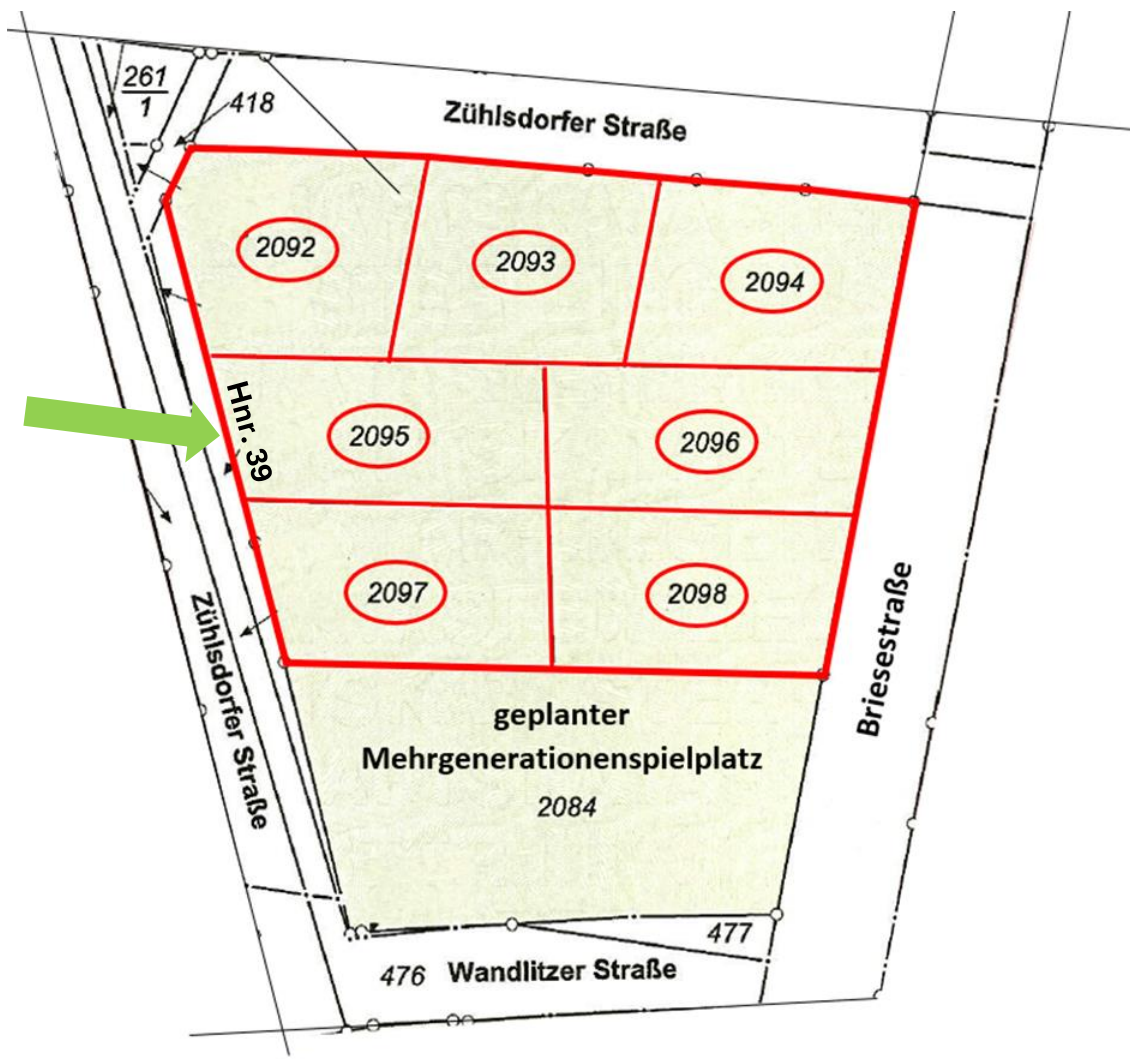 261
1
418
Zühlsdorfer Straße
2092
2093
2094
Hnr. 39
2095
2096
2097
2098
Zühlsdorfer Straße
Briesestraße
geplanter
Mehrgenerationenspielplatz
2084
477
476 Wandlitzer Straße